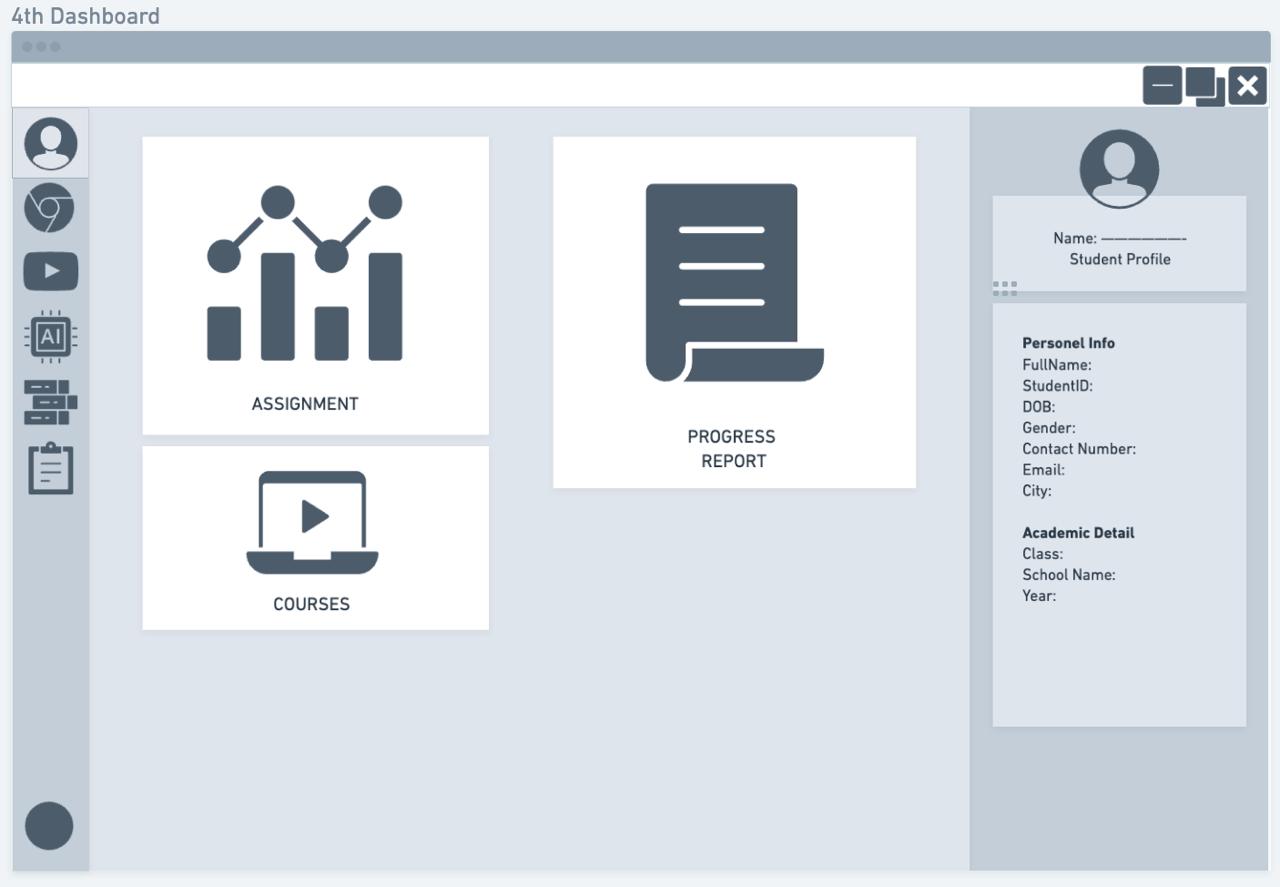 4th Dashboard
AI
ASSIGNMENT
PROGRESS
REPORT
COURSES
Name: ——————-
Student Profile
Personel Info
FullName:
StudentID:
DOB:
Gender:
Contact Number:
Email:
City:
Academic Detail
Class:
School Name:
Year: